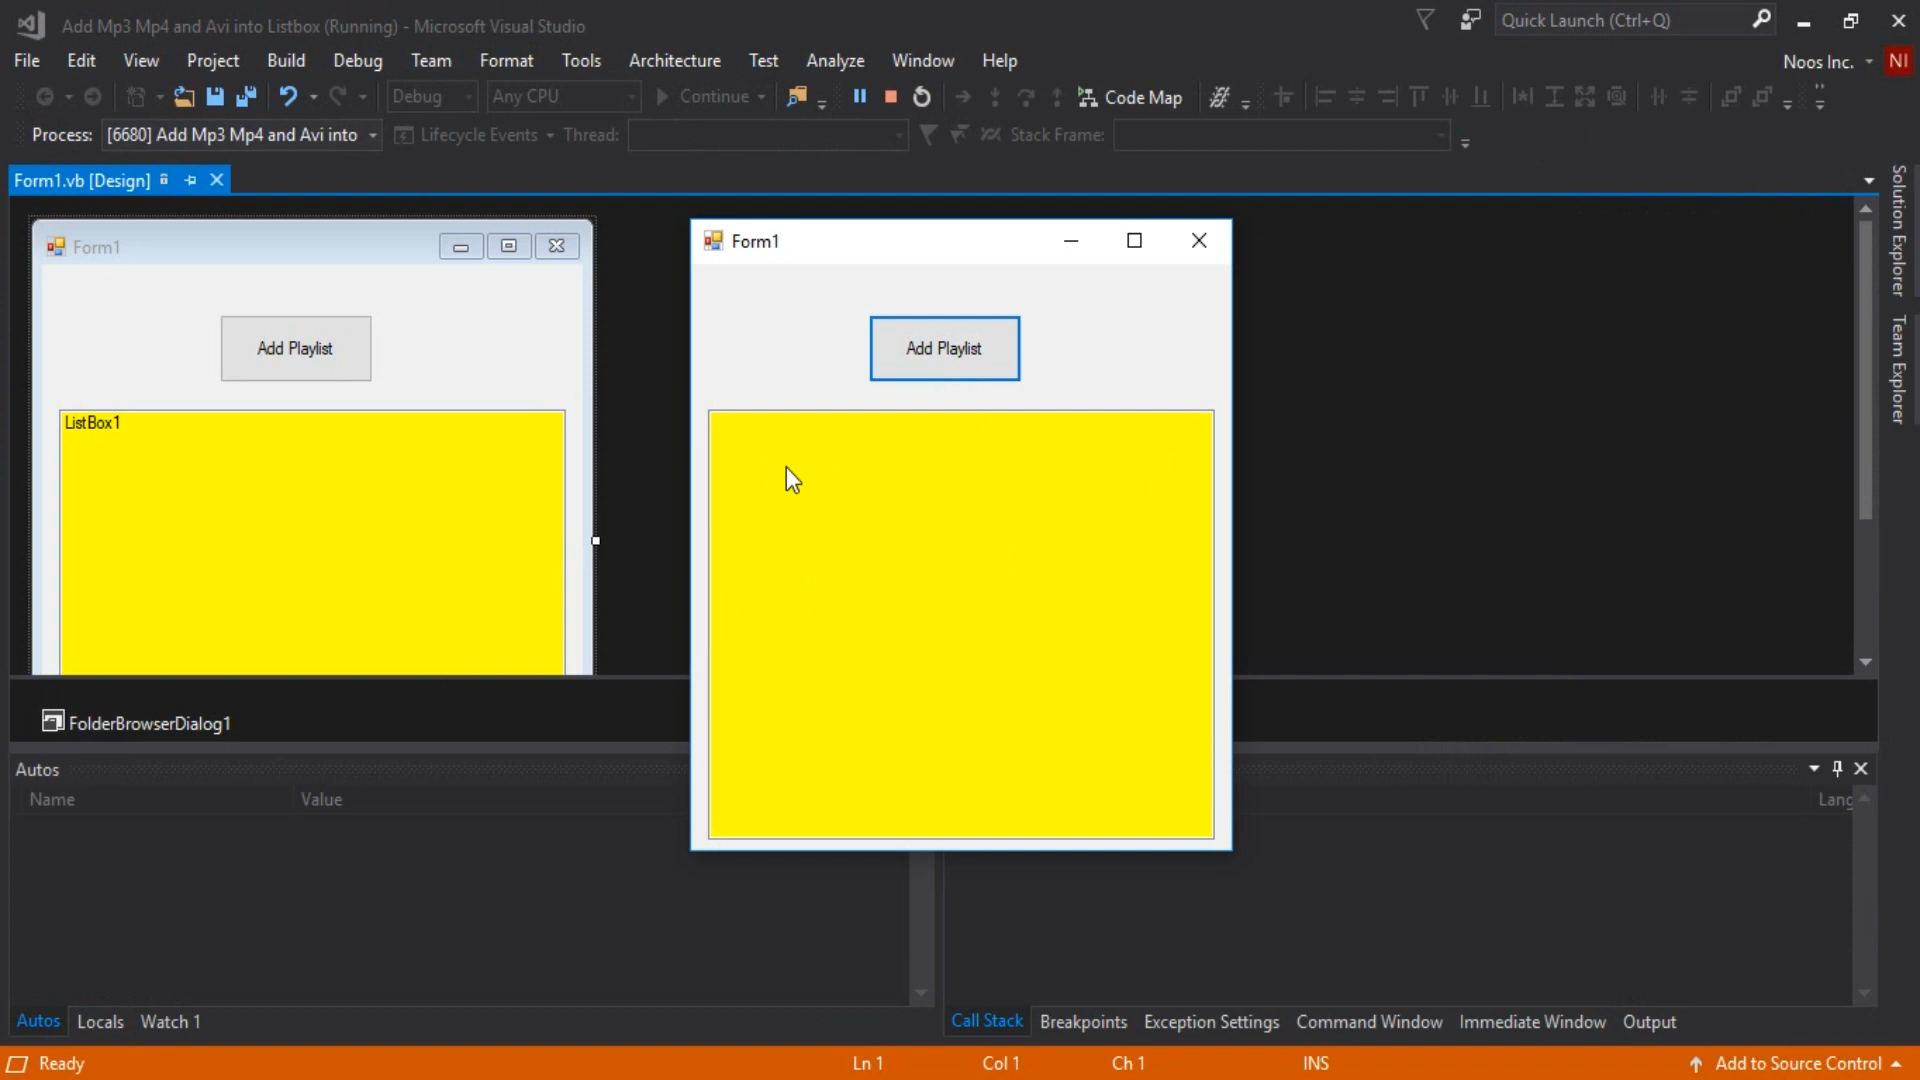 Add Mp3 Mp4 and Avi into Listbox (Running) - Microsoft Visual Studio
Quick Launch (Ctrl+Q)
File Edit View Project Build Debug Team Format Tools Architecture Test Analyze Window Help
Noos Inc. NI
Debug Any CPU Continue Code Map
Process: [6680] Add Mp3 Mp4 and Avi into Lifecycle Events Thread: Stack Frame:
Form1.vb [Design]
Solution Explorer
Team Explorer
Form1
Add Playlist
ListBox1
Form1
Add Playlist
FolderBrowserDialog1
Autos
Name Value
Lang
Autos Locals Watch 1
Call Stack Breakpoints Exception Settings Command Window Immediate Window Output
Ready Ln 1 Col 1 Ch 1 INS Add to Source Control